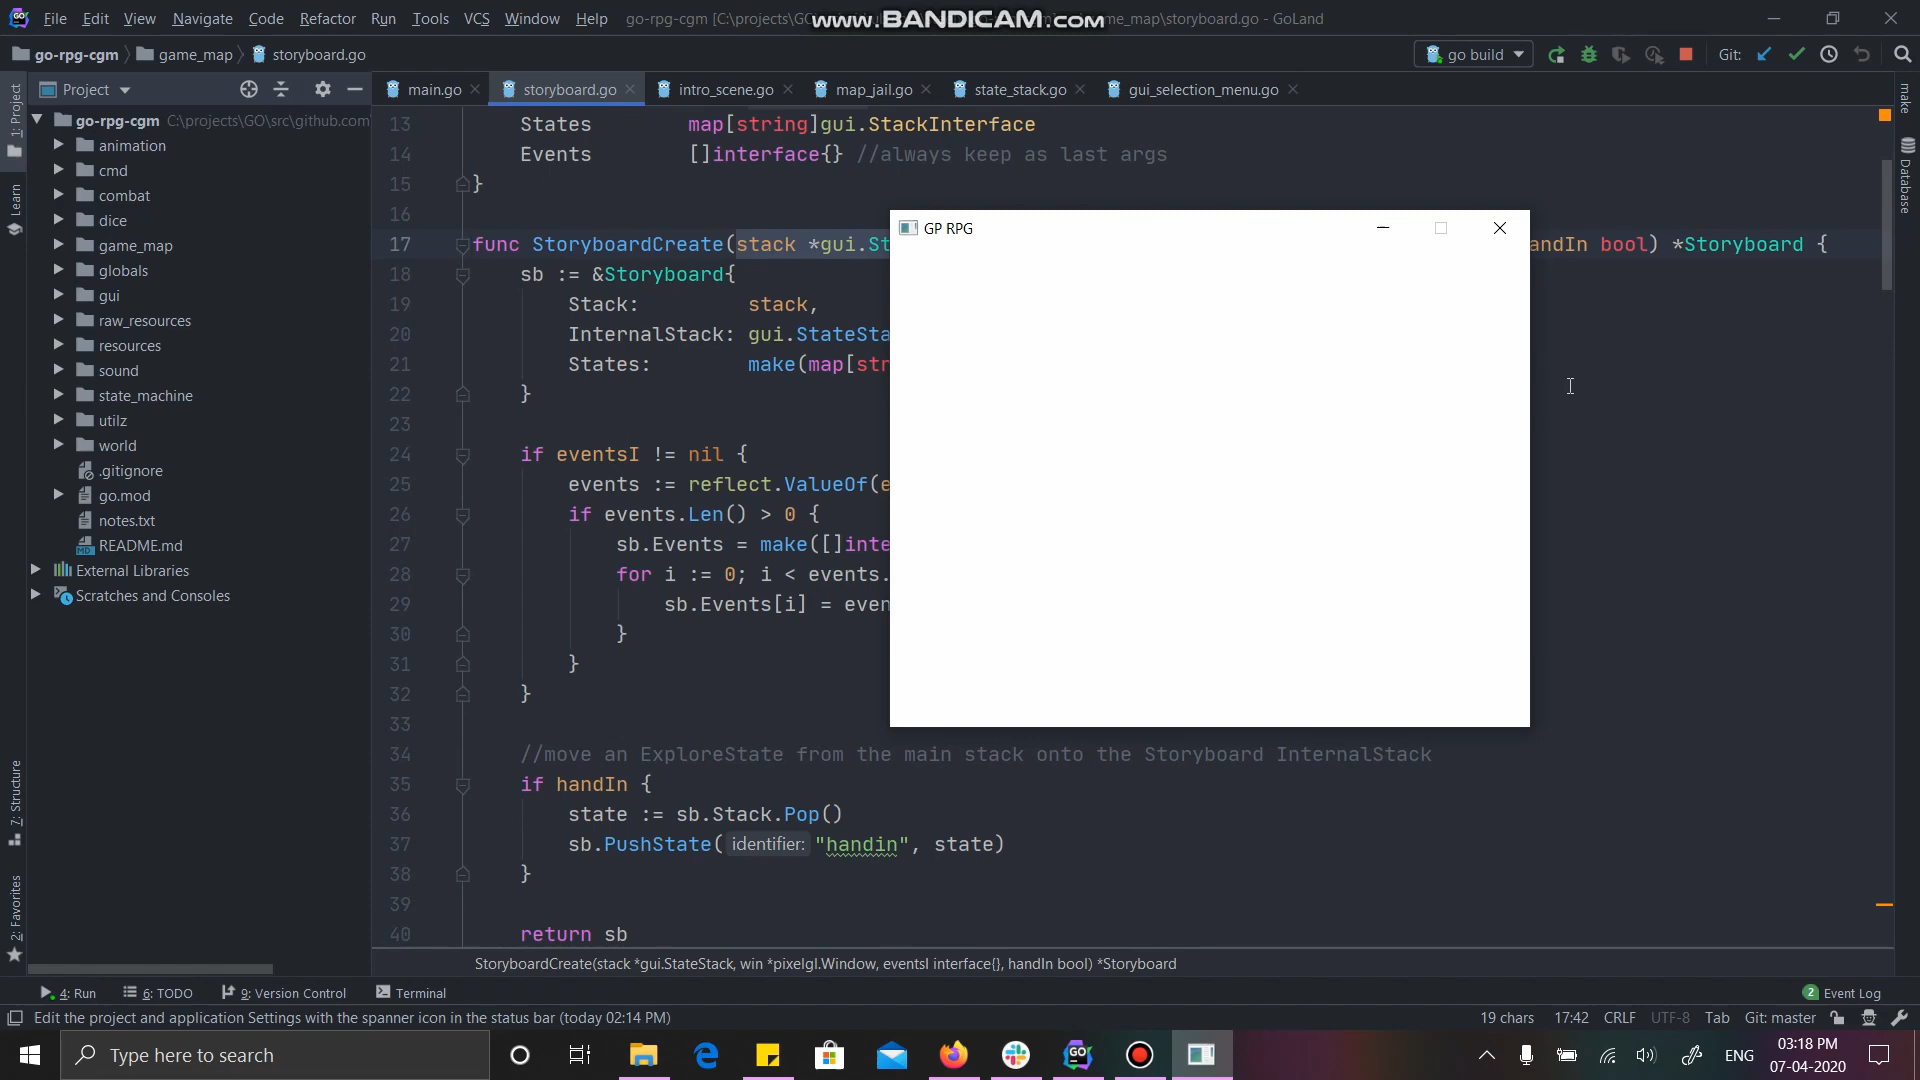 File Edit View Navigate Code Refactor Run Tools VCS Window Help go-rpg-cgm [C:\projects\GO\ game_map\storyboard.go - GoLand
www.BANDICAM.com
go-rpg-cgm game_map storyboard.go
go build Git:
Project
main.go storyboard.go intro_scene.go map_jail.go state_stack.go gui_selection_menu.go
1: Project
Learn
7: Structure
2: Favorites
make
Database
go-rpg-cgm C:\projects\GO\src\github.com
animation
cmd
combat
dice
game_map
globals
gui
raw_resources
resources
sound
state_machine
utilz
world
.gitignore
go.mod
notes.txt
README.md
External Libraries
Scratches and Consoles
13 States map[string]gui.StackInterface
14 Events []interface{} //always keep as last args
15 }
16
17 func StoryboardCreate(stack *gui.St andIn bool) *Storyboard {
18 sb := &Storyboard{
19 Stack: stack,
20 InternalStack: gui.StateSta
21 States: make(map[str
22 }
23
24 if eventsI != nil {
25 events := reflect.ValueOf(e
26 if events.Len() > 0 {
27 sb.Events = make([]inte
28 for i := 0; i < events.
29 sb.Events[i] = even
30 }
31 }
32 }
33
34 //move an ExploreState from the main stack onto the Storyboard InternalStack
35 if handIn {
36 state := sb.Stack.Pop()
37 sb.PushState( identifier: "handin", state)
38 }
39
40 return sb
GP RPG
StoryboardCreate(stack *gui.StateStack, win *pixelgl.Window, eventsI interface{}, handIn bool) *Storyboard
4: Run 6: TODO 9: Version Control Terminal 2 Event Log
Edit the project and application Settings with the spanner icon in the status bar (today 02:14 PM) 19 chars 17:42 CRLF UTF-8 Tab Git: master
Type here to search
ENG
03:18 PM
07-04-2020